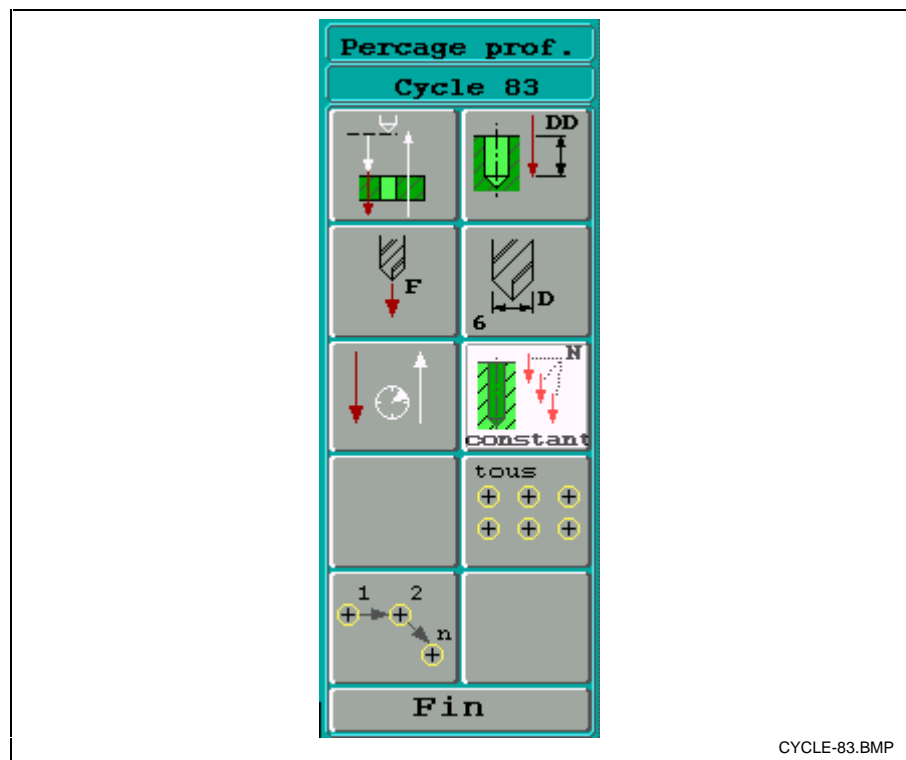 Percage prof.
Cycle 83
DD
F
D
6
N
constant
tous
1 2
n
Fin
CYCLE-83.BMP